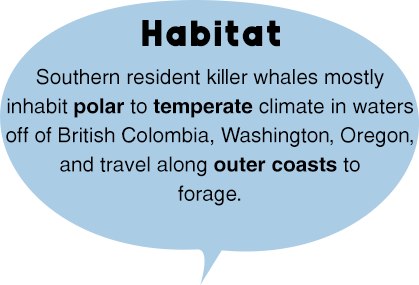 Habitat
Southern resident killer whales mostly
inhabit polar to temperate climate in waters
off of British Colombia, Washington, Oregon,
and travel along outer coasts to
forage.